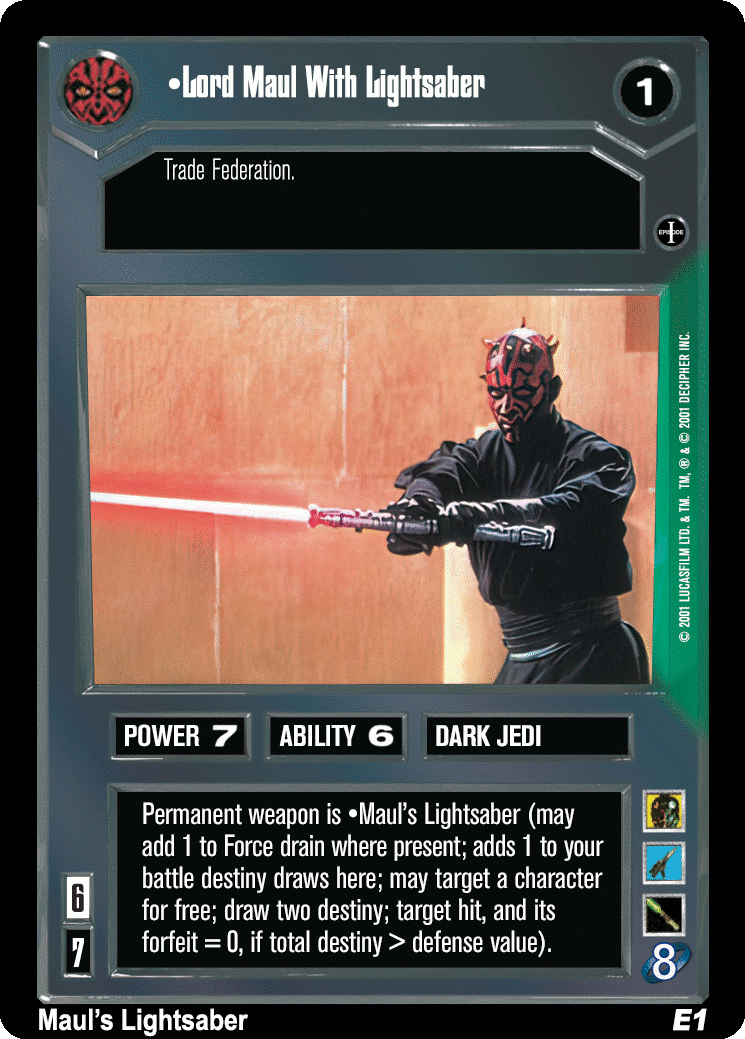 •Lord Maul With Lightsaber
1
Trade Federation.
EPISODE
I
© 2001 LUCASFILM LTD. & TM. TM, ® & © 2001 DECIPHER INC.
POWER 7
ABILITY 6
DARK JEDI
Permanent weapon is •Maul's Lightsaber (may
add 1 to Force drain where present; adds 1 to your
battle destiny draws here; may target a character
for free; draw two destiny; target hit, and its
forfeit = 0, if total destiny > defense value).
6
7
8
Maul's Lightsaber
E1